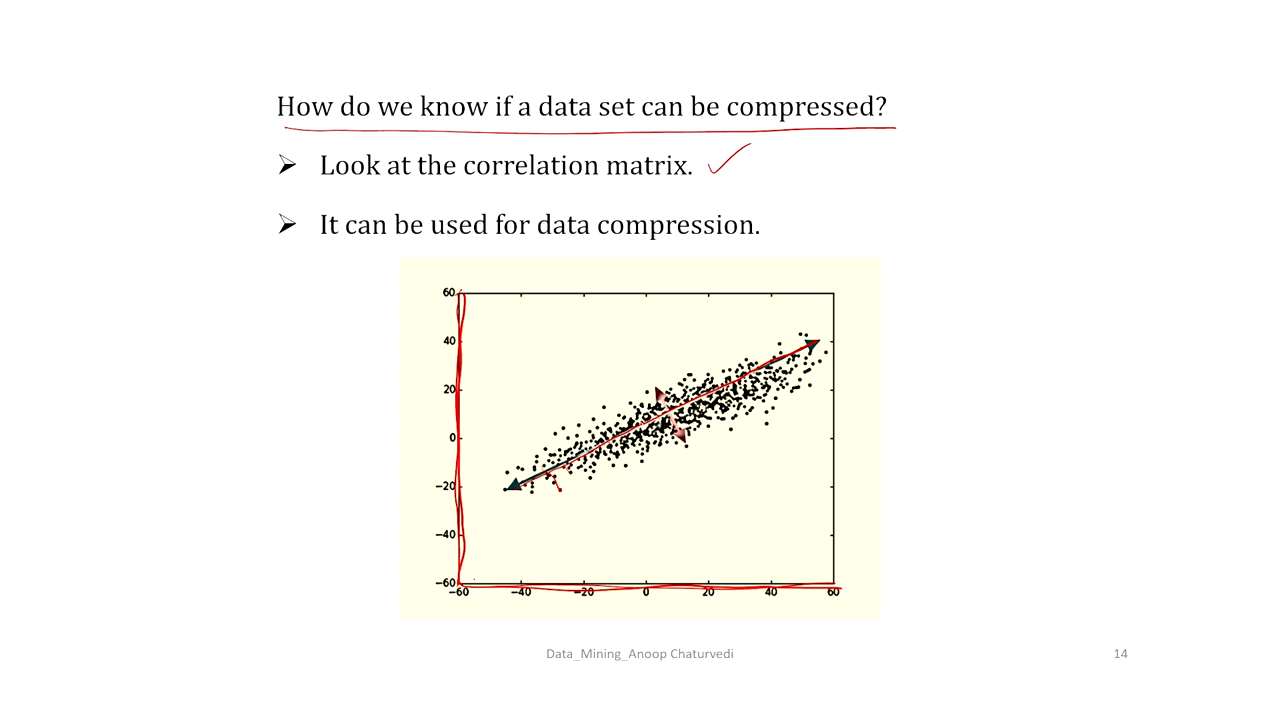 How do we know if a data set can be compressed?
➢ Look at the correlation matrix.
➢ It can be used for data compression.
60
40
20
0
−20
−40
−60
−60 −40 −20 0 20 40 60
Data_Mining_Anoop Chaturvedi 14